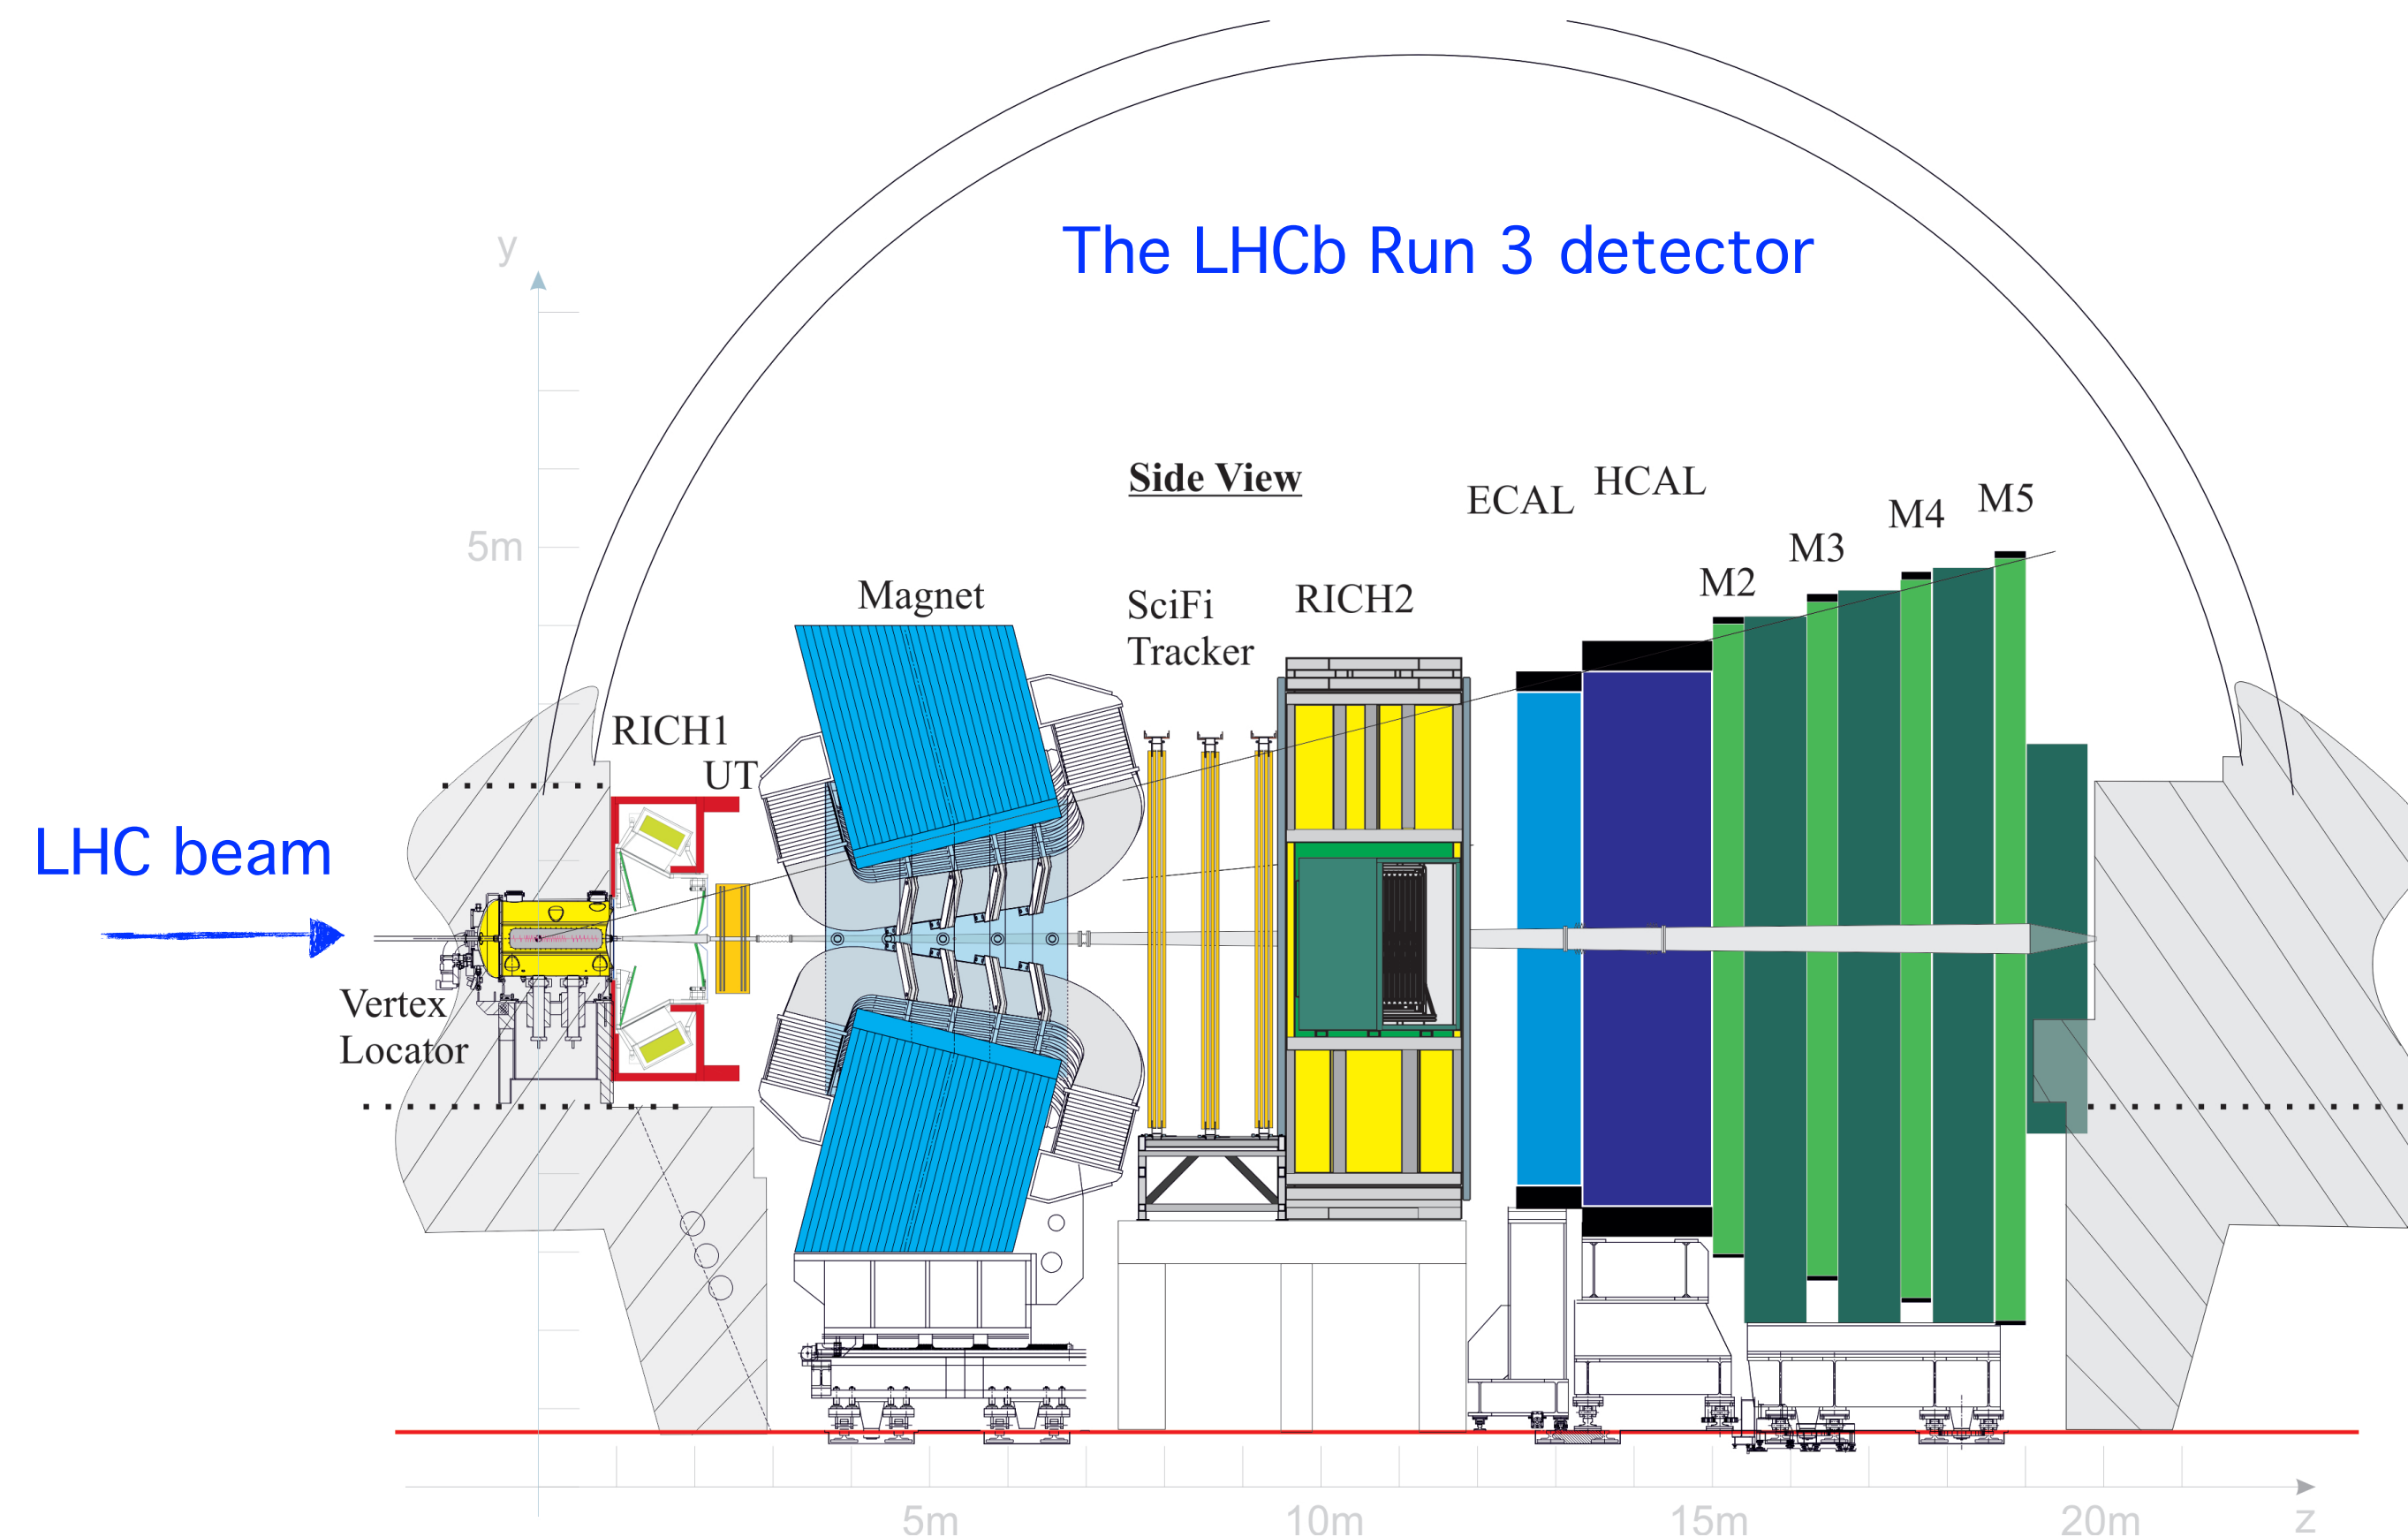 The LHCb Run 3 detector
y
Side View
HCAL
ECAL
M5
M4
5m
M3
M2
Magnet
SciFi
Tracker
RICH2
RICH1
UT
LHC beam
Vertex
Locator
5m
10m
15m
20m
z